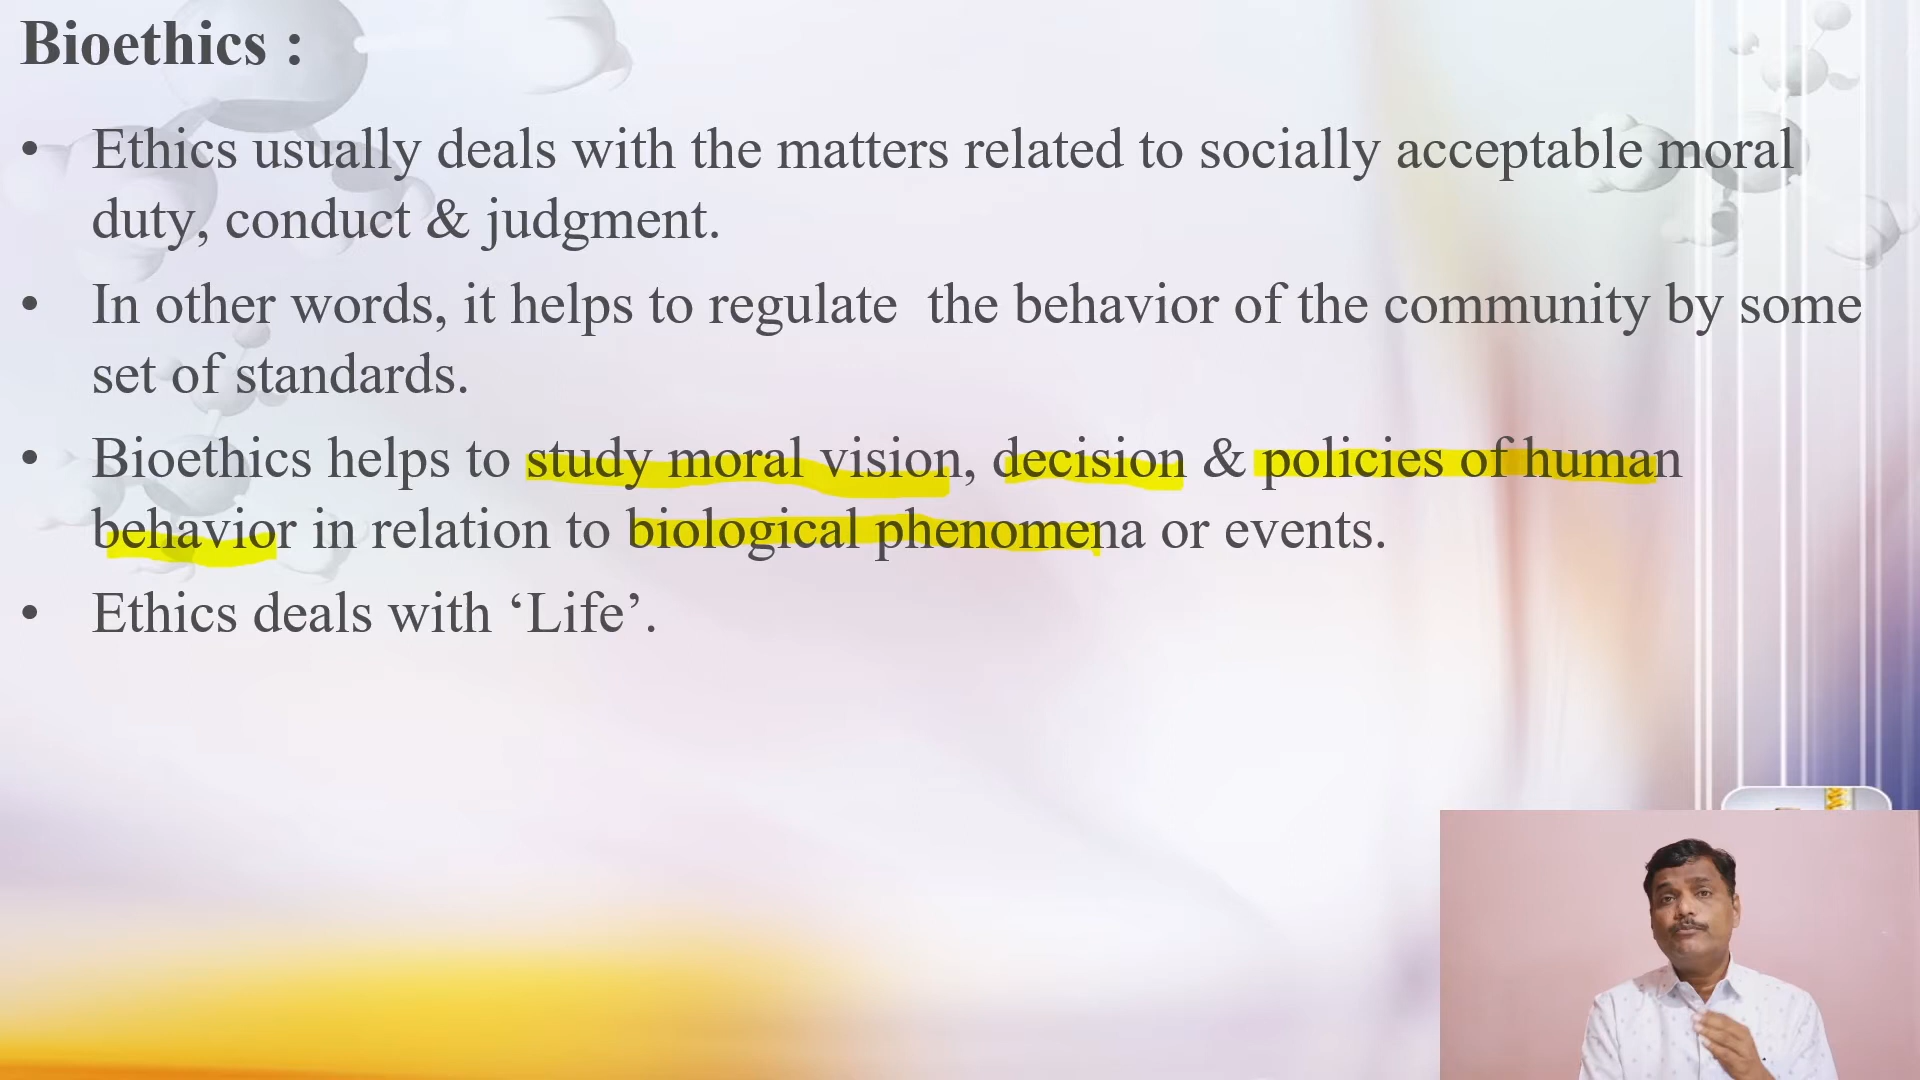 Bioethics :
• Ethics usually deals with the matters related to socially acceptable moral
duty, conduct & judgment.
• In other words, it helps to regulate  the behavior of the community by some
set of standards.
• Bioethics helps to study moral vision, decision & policies of human
behavior in relation to biological phenomena or events.
• Ethics deals with ‘Life’.